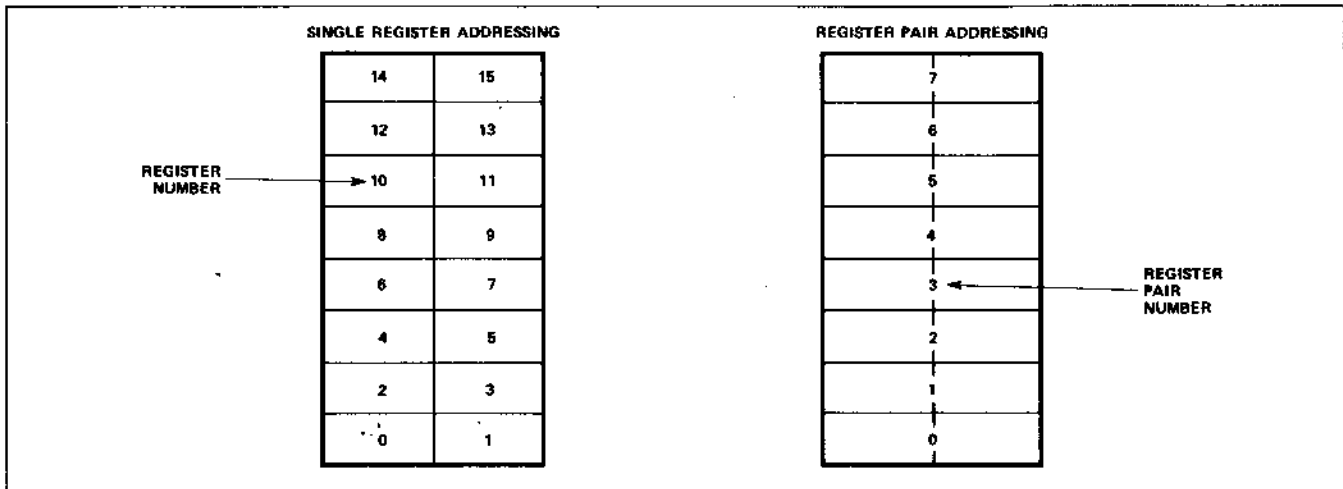 SINGLE REGISTER ADDRESSING
14 15
12 13
REGISTER NUMBER
10 11
8 9
6 7
4 5
2 3
0 1
REGISTER PAIR ADDRESSING
7
6
5
4
3
REGISTER
PAIR
NUMBER
2
1
0